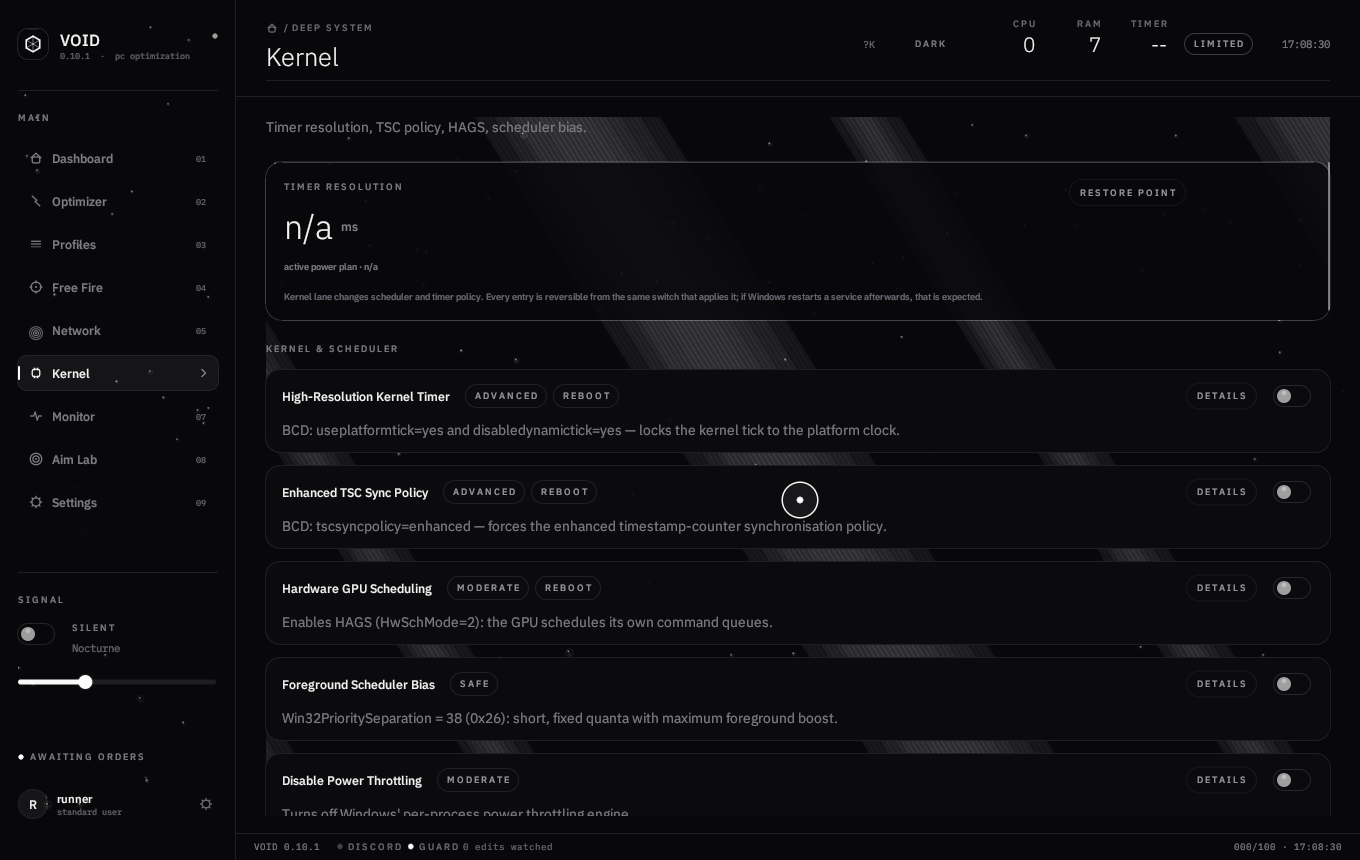 VOID
0.10.1 · pc optimization
MAIN
Dashboard 01
Optimizer 02
Profiles 03
Free Fire 04
Network 05
Kernel
Monitor 07
Aim Lab 08
Settings 09
SIGNAL
SILENT
Nocturne
AWAITING ORDERS
R
runner
standard user
/ DEEP SYSTEM
Kernel
?K
DARK
CPU
0
RAM
7
TIMER
--
LIMITED
17:08:30
Timer resolution, TSC policy, HAGS, scheduler bias.
TIMER RESOLUTION
RESTORE POINT
n/a ms
active power plan · n/a
Kernel lane changes scheduler and timer policy. Every entry is reversible from the same switch that applies it; if Windows restarts a service afterwards, that is expected.
KERNEL & SCHEDULER
High-Resolution Kernel Timer ADVANCED REBOOT DETAILS
BCD: useplatformtick=yes and disabledynamictick=yes — locks the kernel tick to the platform clock.
Enhanced TSC Sync Policy ADVANCED REBOOT DETAILS
BCD: tscsyncpolicy=enhanced — forces the enhanced timestamp-counter synchronisation policy.
Hardware GPU Scheduling MODERATE REBOOT DETAILS
Enables HAGS (HwSchMode=2): the GPU schedules its own command queues.
Foreground Scheduler Bias SAFE DETAILS
Win32PrioritySeparation = 38 (0x26): short, fixed quanta with maximum foreground boost.
Disable Power Throttling MODERATE DETAILS
Turns off Windows' per-process power throttling engine.
VOID 0.10.1 DISCORD GUARD 0 edits watched 000/100 · 17:08:30